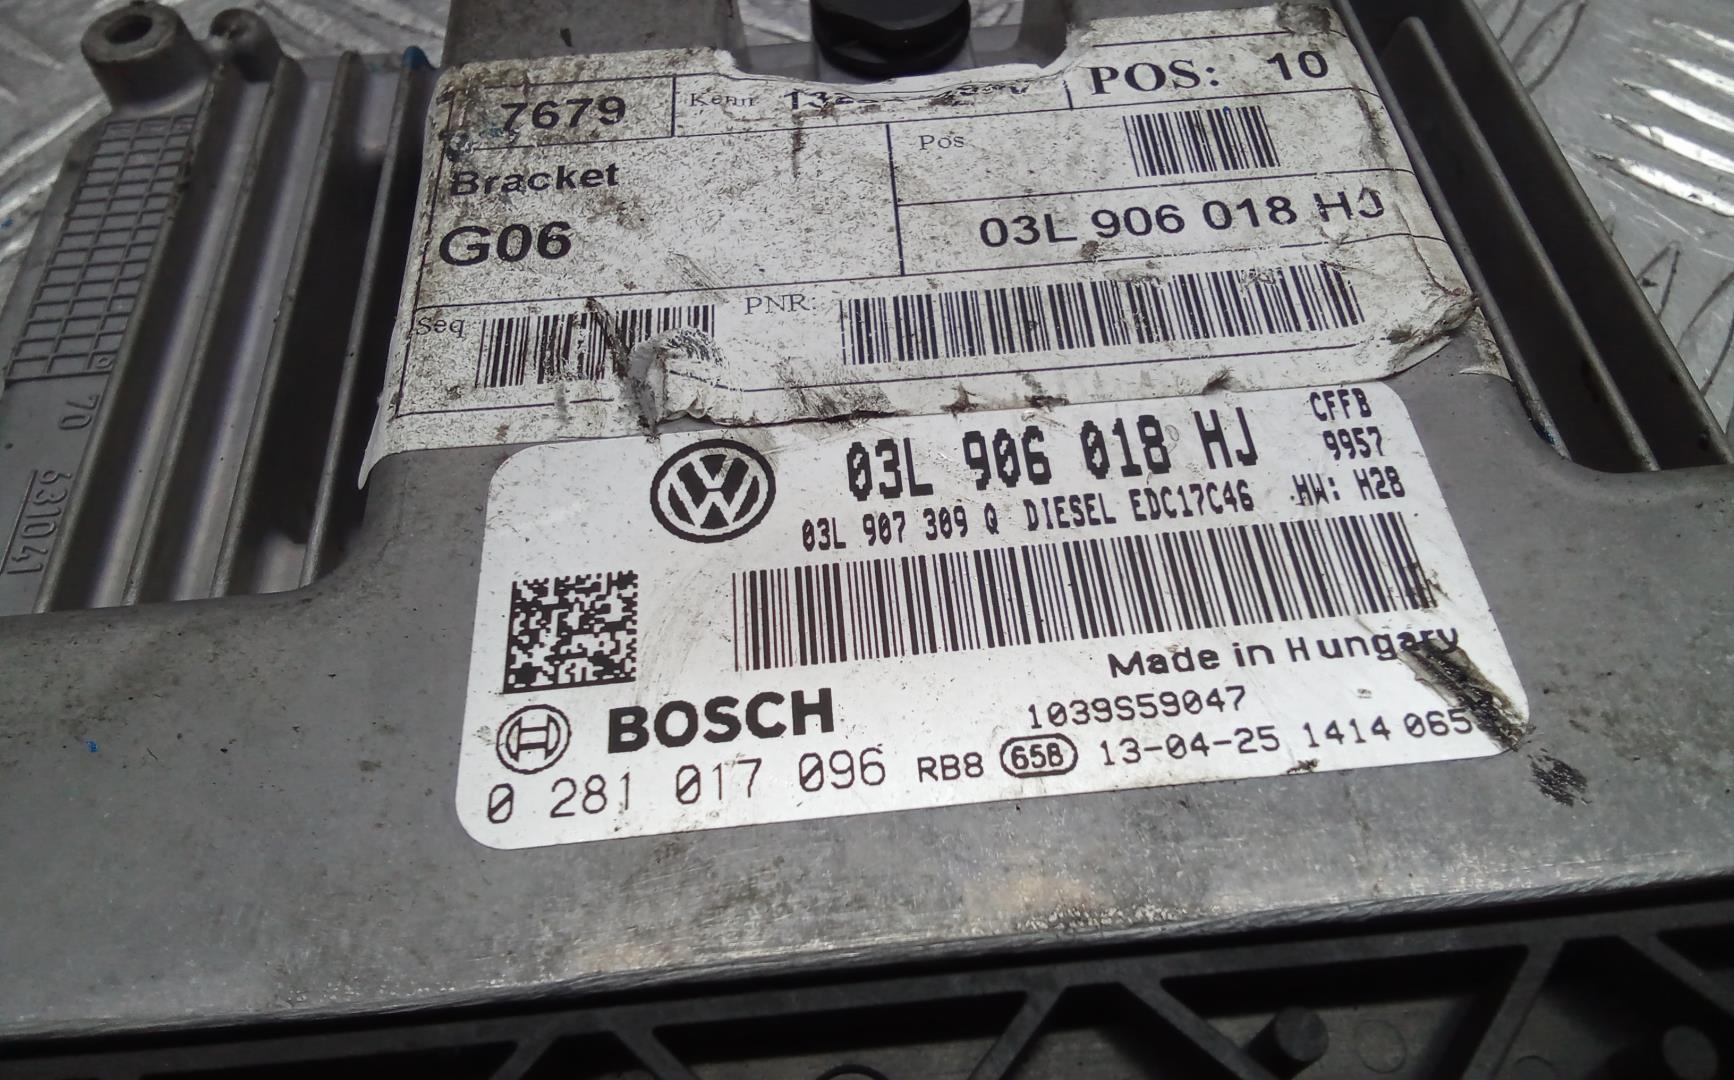 7679
Kenn
POS: 10
Bracket
Pos
G06
03L 906 018 HJ
Seq
PNR:
03L 906 018 HJ
CFFB
9957
03L 907 309 Q DIESEL EDC17C46 HW: H28
Made in Hungary
BOSCH
1039S59047
0 281 017 096 RB8 658 13-04-25 1414 065
70
631041